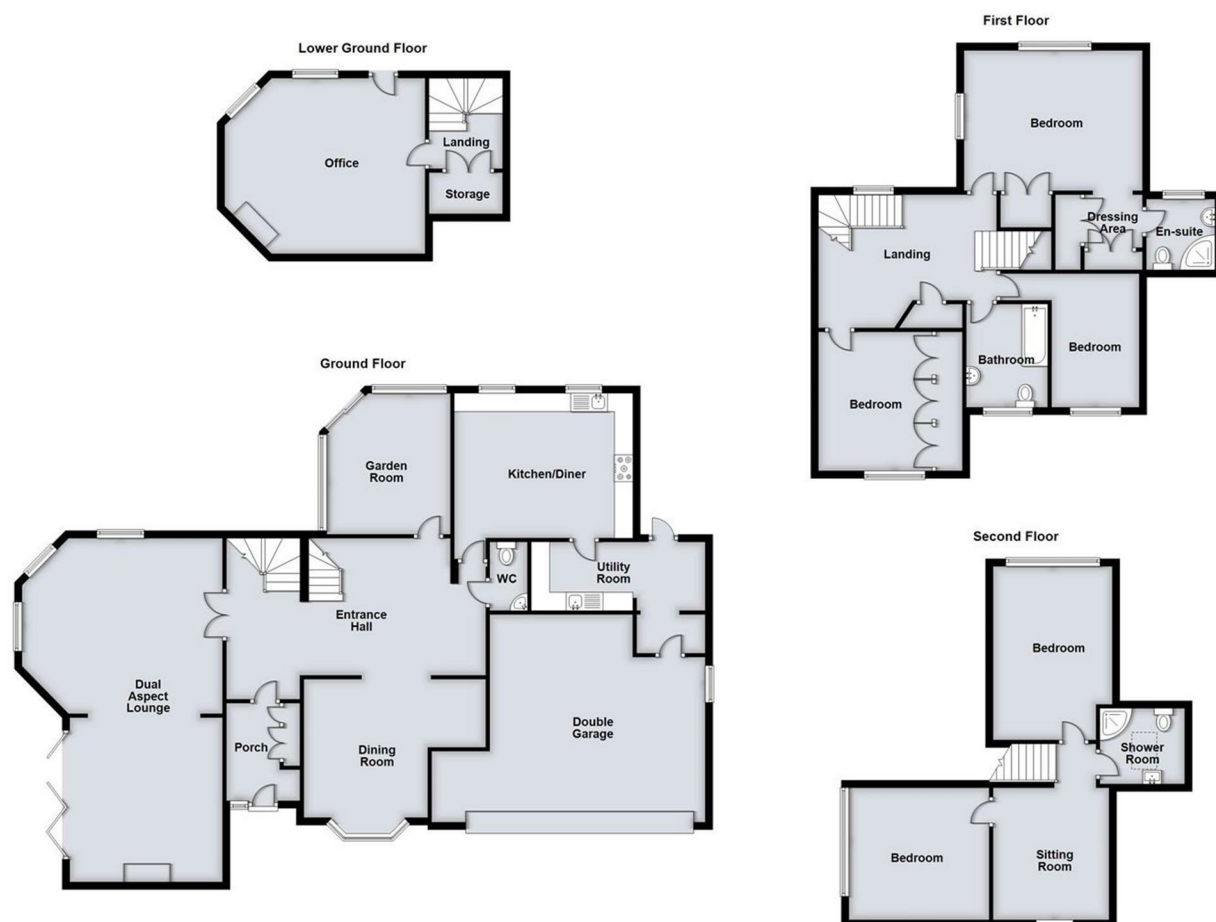 Lower Ground Floor
Office
Landing
Storage
First Floor
Bedroom
Dressing
Area
En-suite
Landing
Bathroom
Bedroom
Bedroom
Ground Floor
Garden
Room
Kitchen/Diner
WC
Utility
Room
Entrance
Hall
Dual
Aspect
Lounge
Porch
Dining
Room
Double
Garage
Second Floor
Bedroom
Shower
Room
Bedroom
Sitting
Room